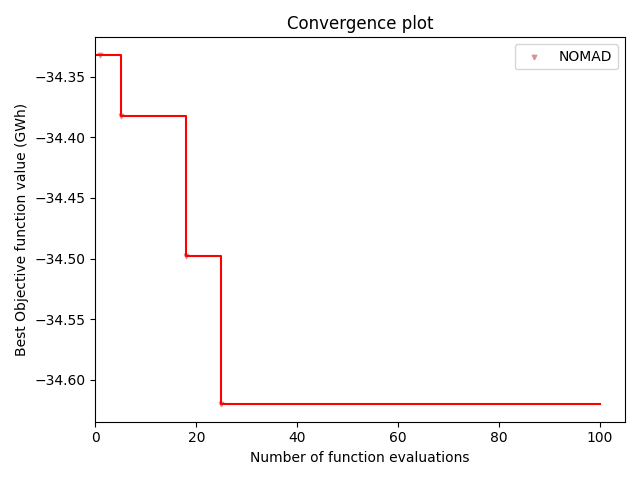 Convergence plot
NOMAD
Best Objective function value (GWh)
−34.35
−34.40
−34.45
−34.50
−34.55
−34.60
0 20 40 60 80 100
Number of function evaluations